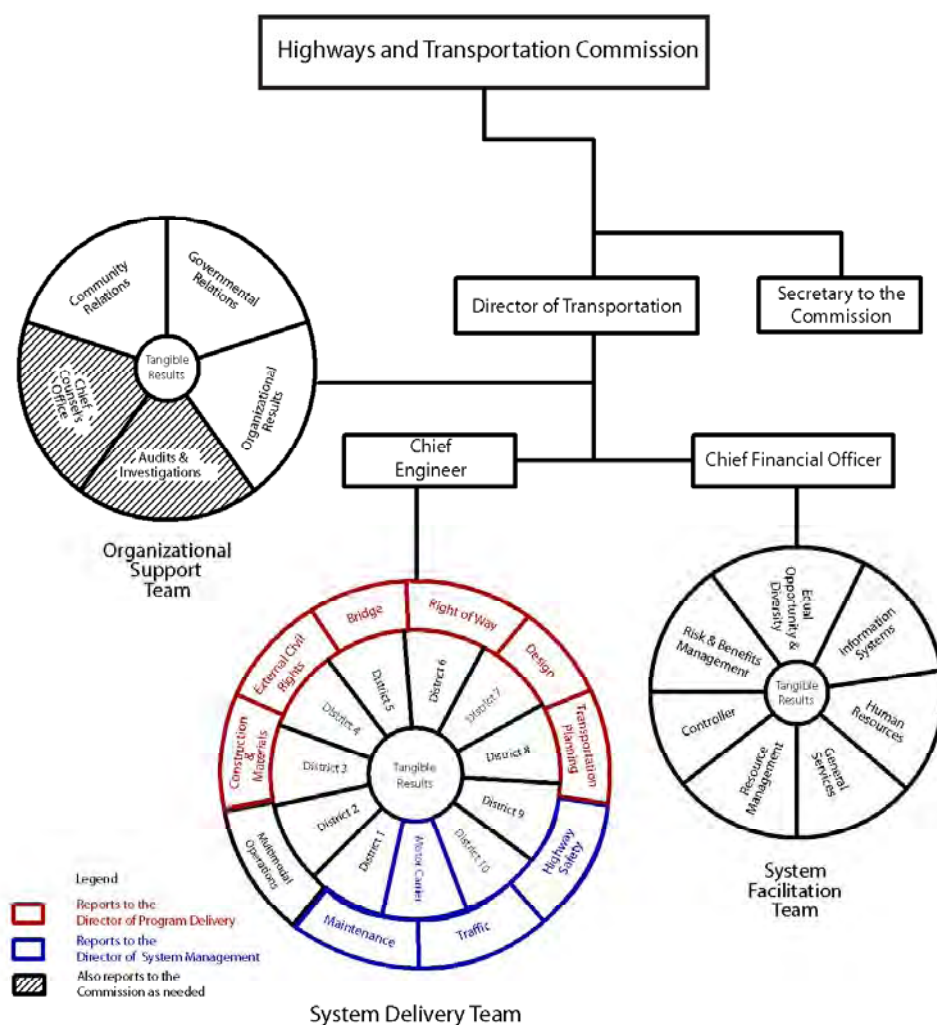 Highways and Transportation Commission
Director of Transportation
Secretary to the
Commission
Community
Relations
Governmental
Relations
Organizational
Results
Audits &
Investigations
Chief
Counsel's
Office
Tangible
Results
Organizational
Support
Team
Chief
Engineer
Chief Financial Officer
Construction
&
Materials
External Civil
Rights
Bridge
Right of Way
Design
Transportation
Planning
Highway
Safety
Traffic
Maintenance
Multimodal
Operations
District 1
District 2
District 3
District 4
District 5
District 6
District 7
District 8
District 9
District 10
Motor Carrier
Tangible
Results
System Delivery Team
Risk & Benefits
Management
Equal
Opportunity &
Diversity
Information
Systems
Human
Resources
General
Services
Resource
Management
Controller
Tangible
Results
System
Facilitation
Team
Legend
Reports to the
Director of Program Delivery
Reports to the
Director of System Management
Also reports to the
Commission as needed